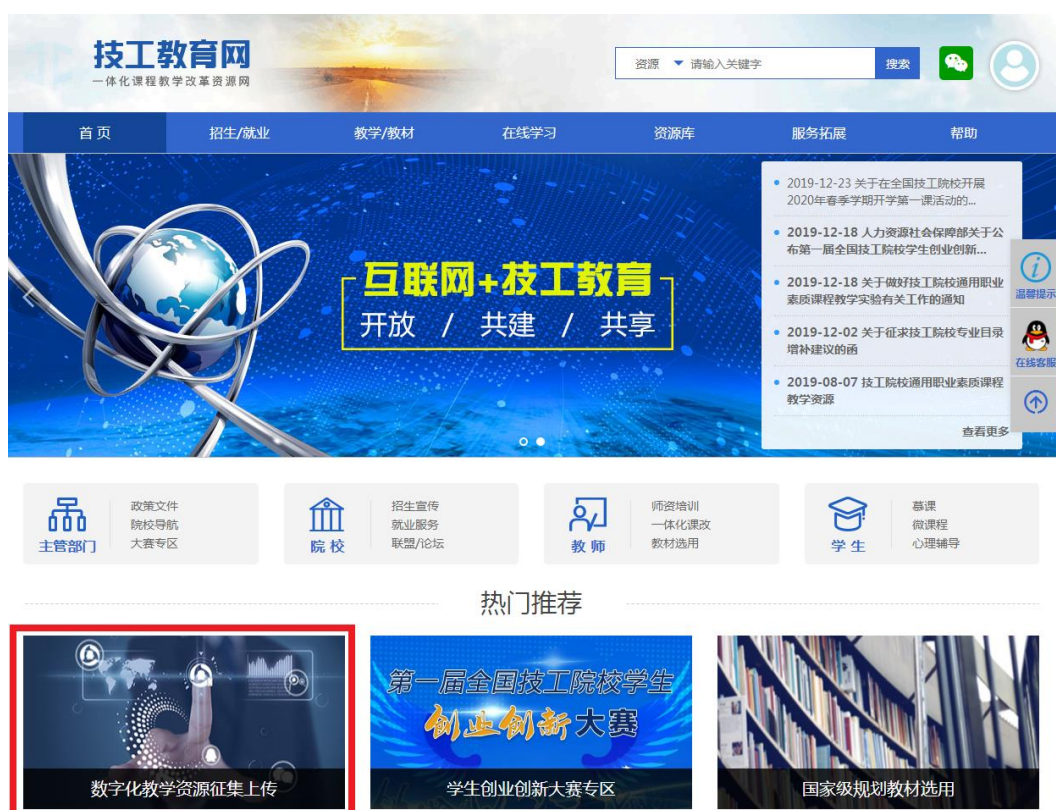 技工教育网
一体化课程教学改革资源网
资源 请输入关键字 搜索
首页 招生/就业 教学/教材 在线学习 资源库 服务拓展 帮助
互联网+技工教育
开放 / 共建 / 共享
2019-12-23 关于在全国技工院校开展
2020年春季学期开学第一课活动的...
2019-12-18 人力资源社会保障部关于公
布第一届全国技工院校学生创业创新...
2019-12-18 关于做好技工院校通用职业
素质课程教学实验有关工作的通知
2019-12-02 关于征求技工院校专业目录
增补建议的函
2019-08-07 技工院校通用职业素质课程
教学资源
查看更多
温馨提示
在线客服
主管部门
政策文件
院校导航
大赛专区
院校
招生宣传
就业服务
联盟/论坛
教师
师资培训
一体化课改
教材选用
学生
慕课
微课程
心理辅导
热门推荐
数字化教学资源征集上传
第一届全国技工院校学生
创业创新大赛
学生创业创新大赛专区
国家级规划教材选用